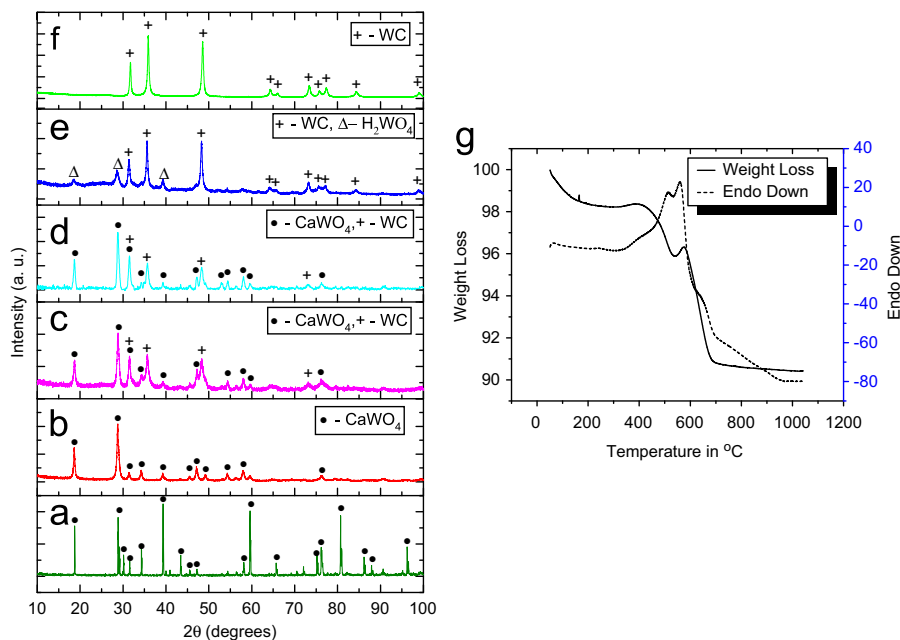 f
+ - WC
e
+ - WC, Δ– H₂WO₄
d
● - CaWO₄,+ - WC
c
● - CaWO₄,+ - WC
b
● - CaWO₄
a
Intensity (a. u.)
10 20 30 40 50 60 70 80 90 100
2θ (degrees)
g
Weight Loss
Endo Down
100
98
96
94
92
90
Weight Loss
40
20
0
-20
-40
-60
-80
Endo Down
0 200 400 600 800 1000 1200
Temperature in ºC